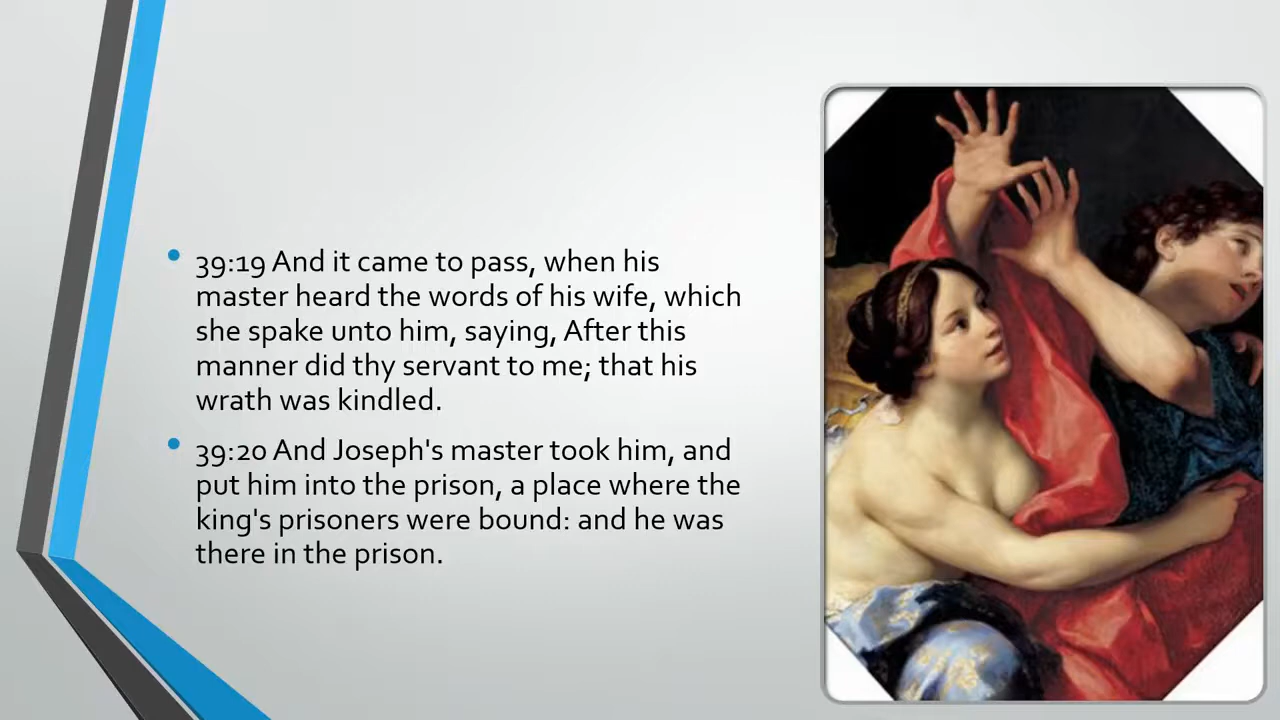 39:19 And it came to pass, when his
master heard the words of his wife, which
she spake unto him, saying, After this
manner did thy servant to me; that his
wrath was kindled.
39:20 And Joseph's master took him, and
put him into the prison, a place where the
king's prisoners were bound: and he was
there in the prison.